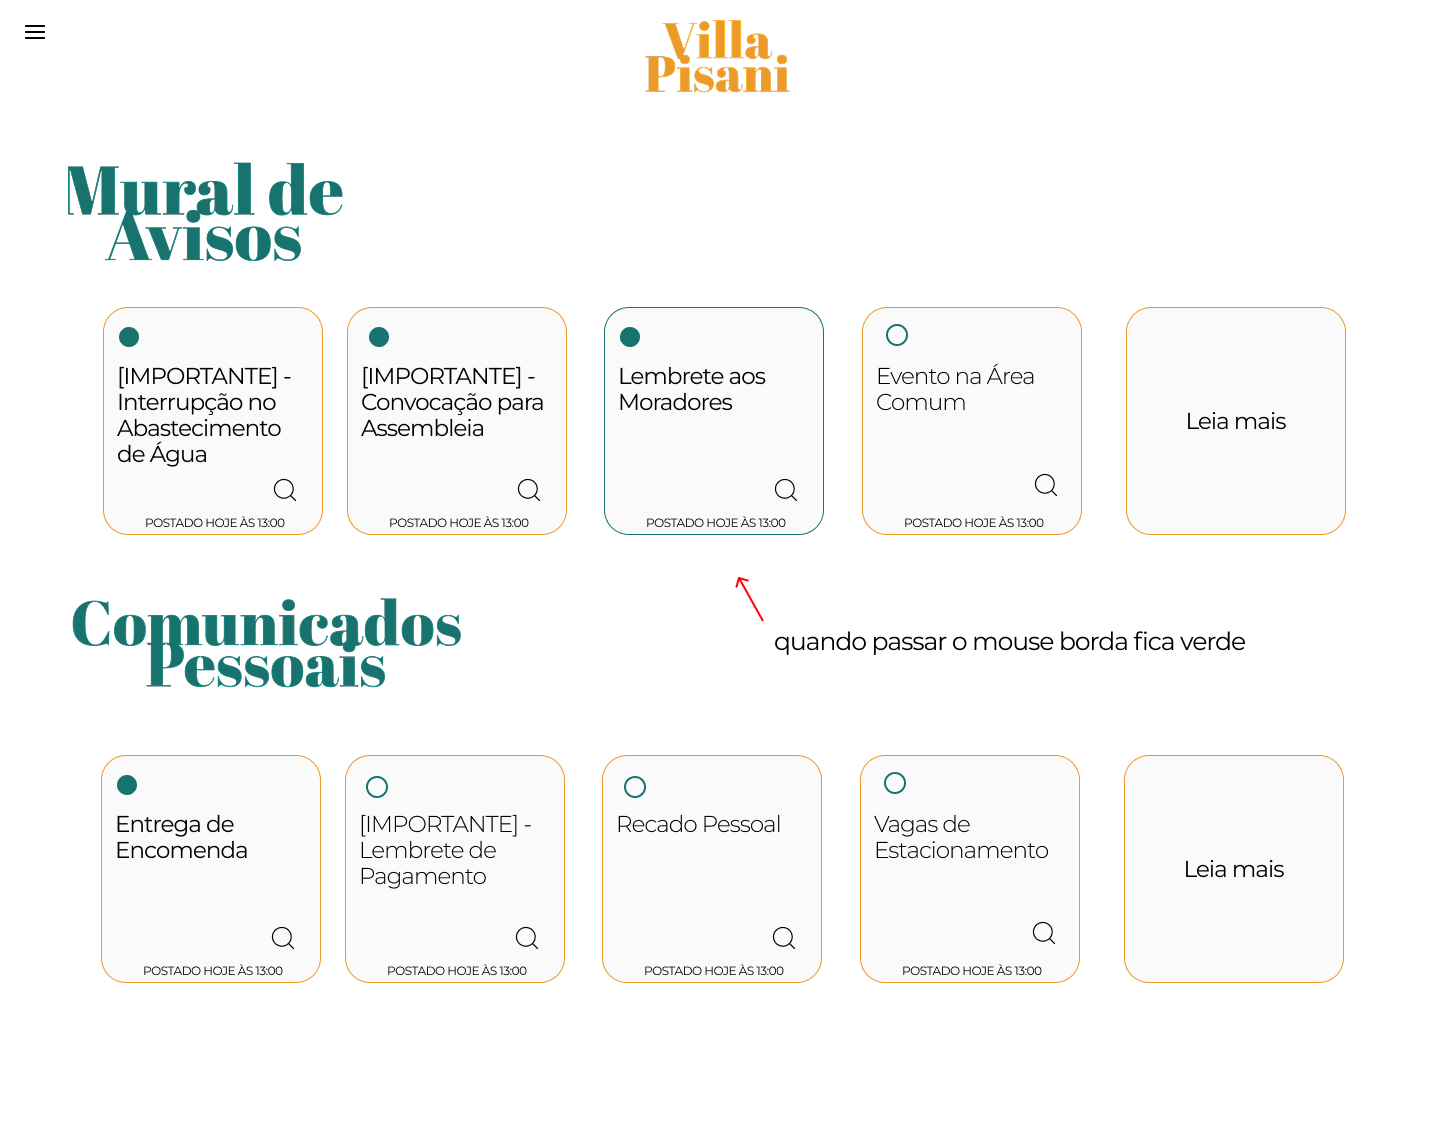 Villa
Pisani
Mural de
Avisos
[IMPORTANTE] -
Interrupção no
Abastecimento
de Água
POSTADO HOJE ÀS 13:00
[IMPORTANTE] -
Convocação para
Assembleia
POSTADO HOJE ÀS 13:00
Lembrete aos
Moradores
POSTADO HOJE ÀS 13:00
Evento na Área
Comum
POSTADO HOJE ÀS 13:00
Leia mais
quando passar o mouse borda fica verde
Comunicados
Pessoais
Entrega de
Encomenda
POSTADO HOJE ÀS 13:00
[IMPORTANTE] -
Lembrete de
Pagamento
POSTADO HOJE ÀS 13:00
Recado Pessoal
POSTADO HOJE ÀS 13:00
Vagas de
Estacionamento
POSTADO HOJE ÀS 13:00
Leia mais